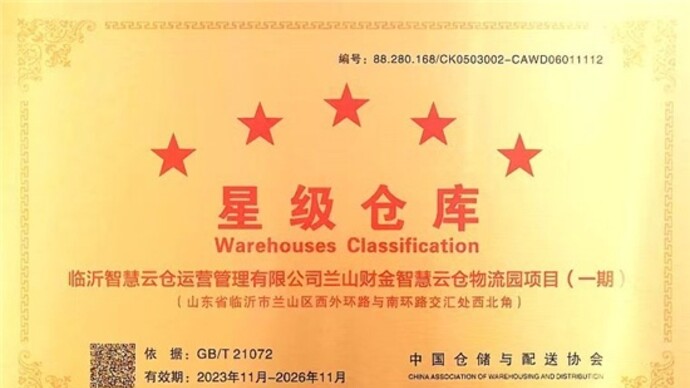 编号: 88.280.168/CK0503002-CAWD06011112
星级仓库
Warehouses Classification
临沂智慧云仓运营管理有限公司兰山财金智慧云仓物流园项目(一期)
(山东省临沂市兰山区西外环路与南环路交汇处西北角)
依 据: GB/T 21072
有效期: 2023年11月-2026年11月
中国仓储与配送协会
CHINA ASSOCIATION OF WAREHOUSING AND DISTRIBUTION